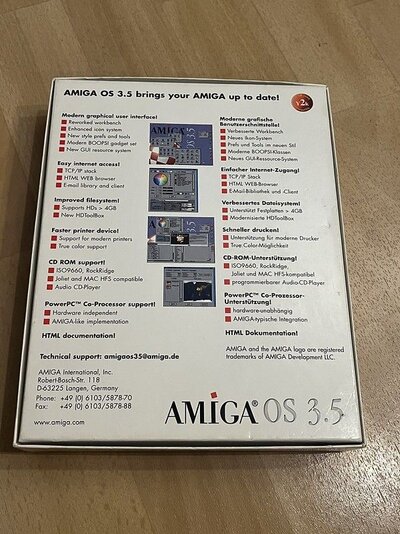 AMIGA OS 3.5 brings your AMIGA up to date!
Y2K
Modern graphical user interface!
Reworked workbench
Enhanced icon system
New style prefs and tools
Modern BOOPSI gadget set
New GUI resource system
Easy internet access!
TCP/IP Stack
HTML WEB browser
E-mail library and client
Improved filesystem!
Supports HDs > 4GB
New HDToolBox
Faster printer device!
Support for modern printers
True color support
CD ROM support!
ISO9660, RockRidge
Joliet and MAC HFS compatible
Audio CD-Player
PowerPC™ Co-Processor support!
Hardware independent
AMIGA-like implementation
HTML documentation!
AMIGA
OS 3.5
Moderne grafische
Benutzerschnittstelle!
Verbesserte Workbench
Neues Ikon-System
Prefs und Tools in neuen Stil
Moderne BOOPSI-Klassen
Neues GUI-Ressource-System
Einfacher Internet-Zugang!
TCP/IP Stack
HTML Web-Browser
E-Mail-Bibliothek und -Client
Verbessertes Dateisystem!
Unterstützt Festplatten > 4GB
Modernisierte HDToolBox
Schneller drucken!
Unterstützung für moderne Drucker
True Color-Möglichkeit
CD-ROM-Unterstützung!
ISO9660, RockRidge,
Joliet und MAC HFS-kompatibel
programmierbarer Audio CD-Player
PowerPC™ Co-Prozessor-
Unterstützung!
hardware-unabhängig
AMIGA-typische Integration
HTML Dokumentation!
Technical support: amigaos35@amiga.de
AMIGA International, Inc.
Robert-Bosch-Str. 11B
D-63225 Langen, Germany
Phone: +49 (0) 6103/5878-70
Fax: +49 (0) 6103/5878-88
www.amiga.com
AMIGA and the AMIGA logo are registered
trademarks of AMIGA Development LLC.
AMIGA® OS 3.5